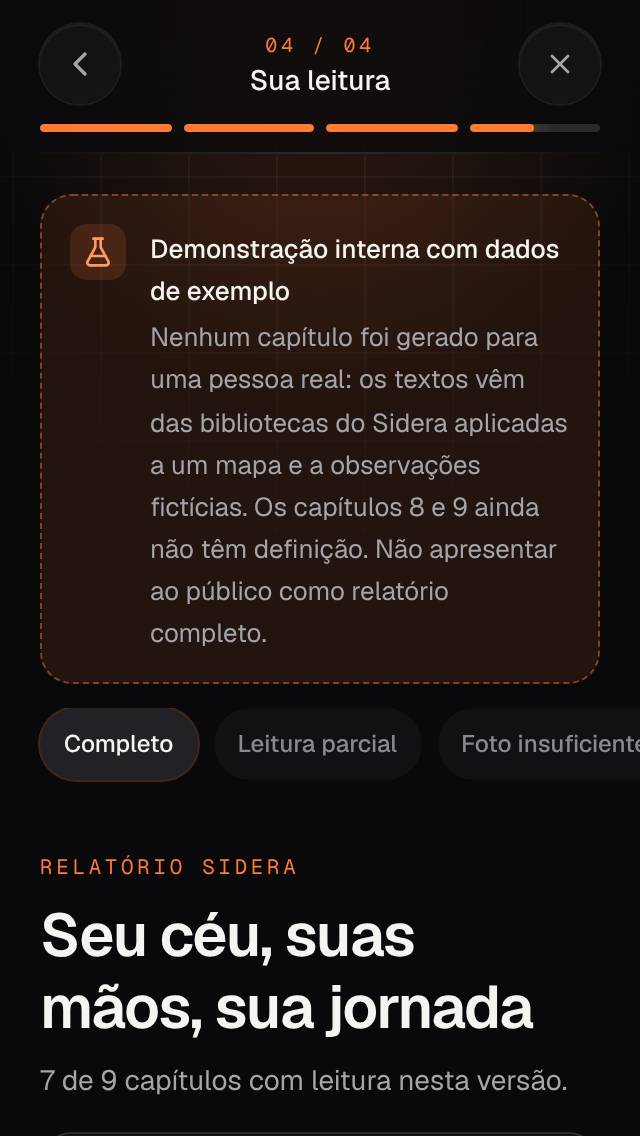 04 / 04
Sua leitura
Demonstração interna com dados
de exemplo
Nenhum capítulo foi gerado para
uma pessoa real: os textos vêm
das bibliotecas do Sidera aplicadas
a um mapa e a observações
fictícias. Os capítulos 8 e 9 ainda
não têm definição. Não apresentar
ao público como relatório
completo.
Completo
Leitura parcial
Foto insuficiente
RELATÓRIO SIDERA
Seu céu, suas
mãos, sua jornada
7 de 9 capítulos com leitura nesta versão.